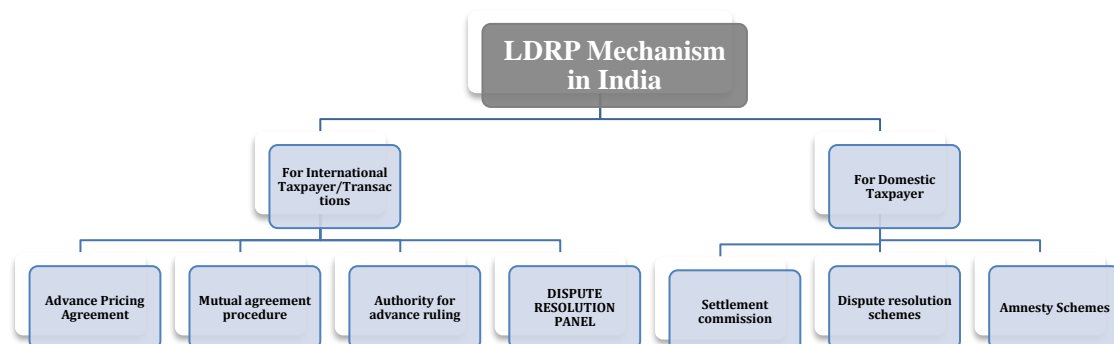 LDRP Mechanism
in India
For International
Taxpayer/Transac
tions
For Domestic
Taxpayer
Advance Pricing
Agreement
Mutual agreement
procedure
Authority for
advance ruling
DISPUTE
RESOLUTION
PANEL
Settlement
commission
Dispute resolution
schemes
Amnesty Schemes